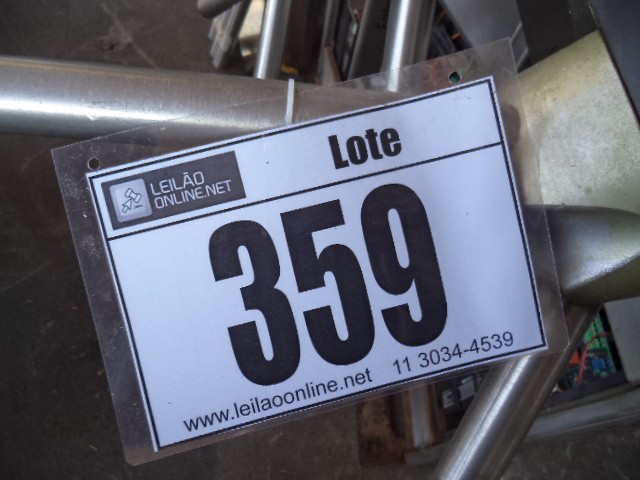 LEILÃO
ONLINE.NET
Lote
359
www.leilaoonline.net 11 3034-4539